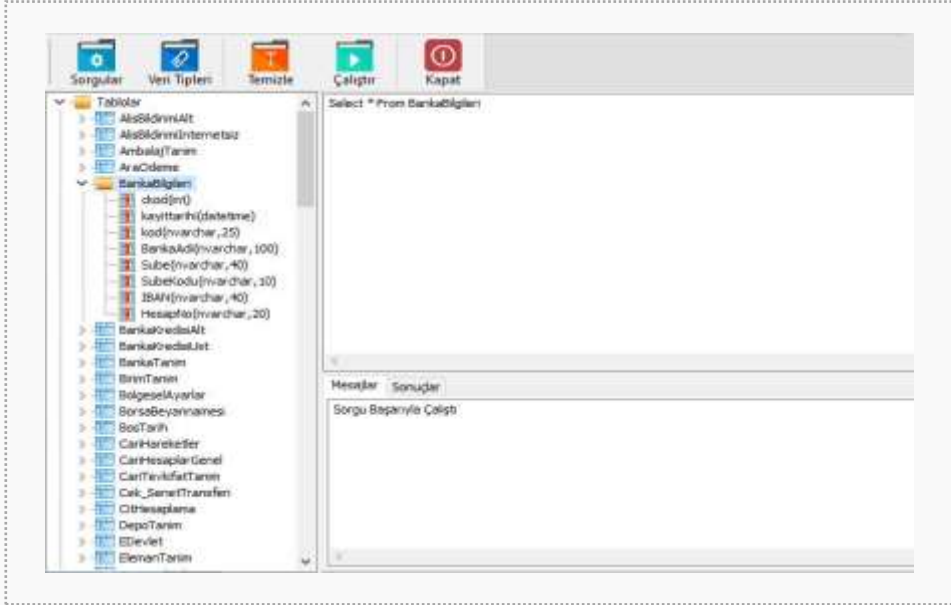 Sorgular Veri Tipleri Temizle Çalıştır Kapat
Tablolar
AlisBildirimiAlt
AlisBildirimiInternetsiz
AmbalajTanim
AraOdeme
BankaBilgileri
ckod(int)
kayittarihi(datetime)
kod(nvarchar,25)
BankaAdi(nvarchar,100)
Sube(nvarchar,40)
SubeKodu(nvarchar,10)
IBAN(nvarchar,40)
HesapNo(nvarchar,20)
BankaKredisiAlt
BankaKredisiUst
BankaTanim
BirimTanim
BolgeselAyarlar
BorsaBeyannamesi
BosTarih
CariHareketler
CariHesaplarGenel
CariTevkifatTanim
Cek_SenetTransferi
CitHesaplama
DepoTanim
EDevlet
ElemanTanim
Select * From BankaBilgileri
Mesajlar Sonuçlar
Sorgu Başarıyla Çalıştı